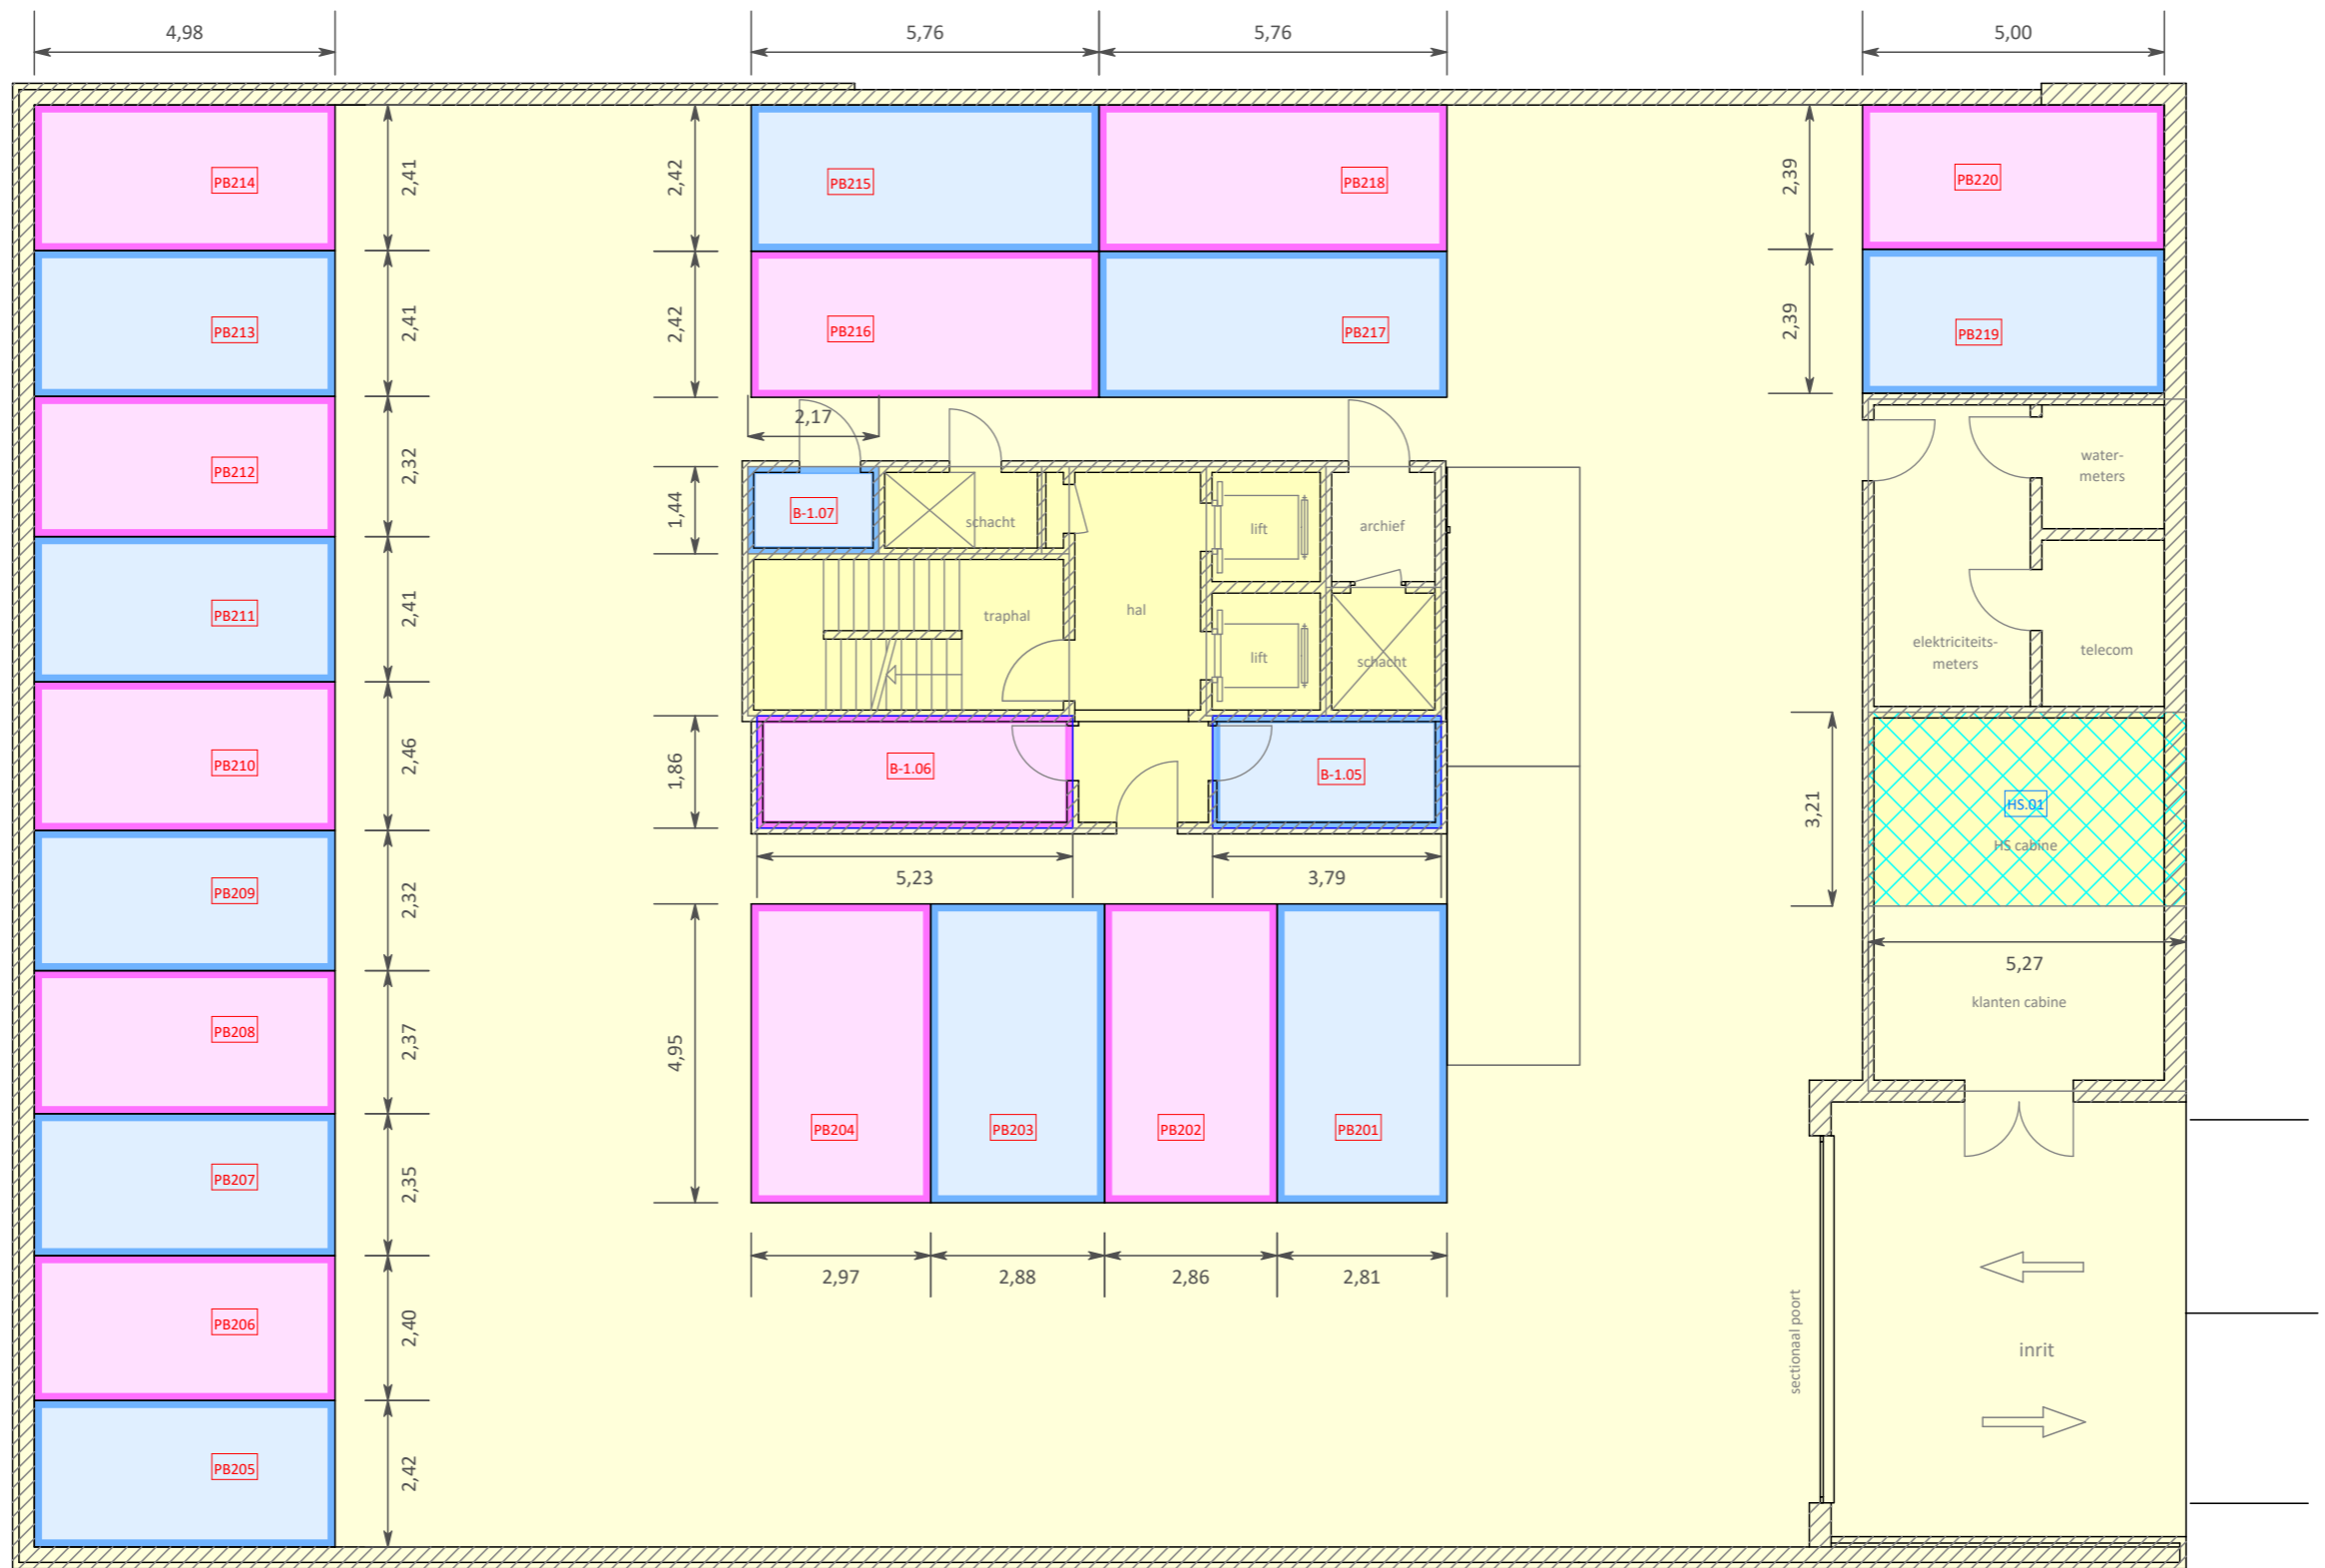 4,98
5,76
5,76
5,00
PB214
2,41
2,42
PB215
PB218
2,39
PB220
PB213
2,41
2,42
PB216
PB217
2,39
PB219
2,17
PB212
2,32
1,44
B-1.07
schacht
lift
archief
water-
meters
PB211
2,41
traphal
hal
lift
schacht
elektriciteits-
meters
telecom
PB210
2,46
1,86
B-1.06
B-1.05
3,21
HS.01
HS cabine
PB209
2,32
5,23
3,79
5,27
klanten cabine
PB208
2,37
4,95
PB204
PB203
PB202
PB201
PB207
2,35
2,97
2,88
2,86
2,81
PB206
2,40
sectionaal poort
inrit
PB205
2,42